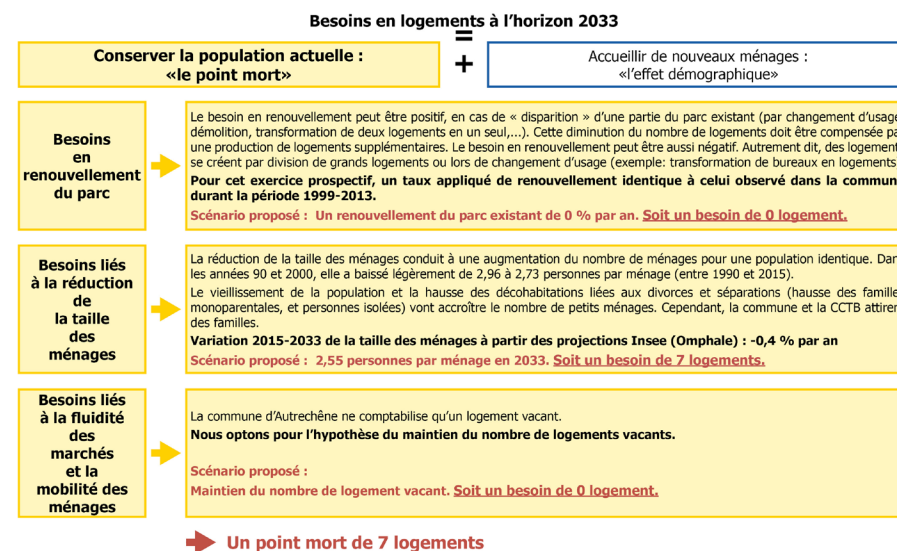 Besoins en logements à l’horizon 2033
=
Conserver la population actuelle :
«le point mort»
+
Accueillir de nouveaux ménages :
«l’effet démographique»
Besoins
en
renouvellement
du parc
Le besoin en renouvellement peut être positif, en cas de « disparition » d’une partie du parc existant (par changement d’usage
démolition, transformation de deux logements en un seul,...). Cette diminution du nombre de logements doit être compensée pa
une production de logements supplémentaires. Le besoin en renouvellement peut être aussi négatif. Autrement dit, des logement
se créent par division de grands logements ou lors de changement d’usage (exemple: transformation de bureaux en logements
Pour cet exercice prospectif, un taux appliqué de renouvellement identique à celui observé dans la commun
durant la période 1999-2013.
Scénario proposé : Un renouvellement du parc existant de 0 % par an. Soit un besoin de 0 logement.
Besoins liés
à la réduction
de
la taille
des
ménages
La réduction de la taille des ménages conduit à une augmentation du nombre de ménages pour une population identique. Dan
les années 90 et 2000, elle a baissé légèrement de 2,96 à 2,73 personnes par ménage (entre 1990 et 2015).
Le vieillissement de la population et la hausse des décohabitations liées aux divorces et séparations (hausse des famille
monoparentales, et personnes isolées) vont accroître le nombre de petits ménages. Cependant, la commune et la CCTB attirer
des familles.
Variation 2015-2033 de la taille des ménages à partir des projections Insee (Omphale) : -0,4 % par an
Scénario proposé : 2,55 personnes par ménage en 2033. Soit un besoin de 7 logements.
Besoins liés
à la fluidité
des
marchés
et la
mobilité des
ménages
La commune d’Autrechêne ne comptabilise qu’un logement vacant.
Nous optons pour l’hypothèse du maintien du nombre de logements vacants.
Scénario proposé :
Maintien du nombre de logement vacant. Soit un besoin de 0 logement.
Un point mort de 7 logements